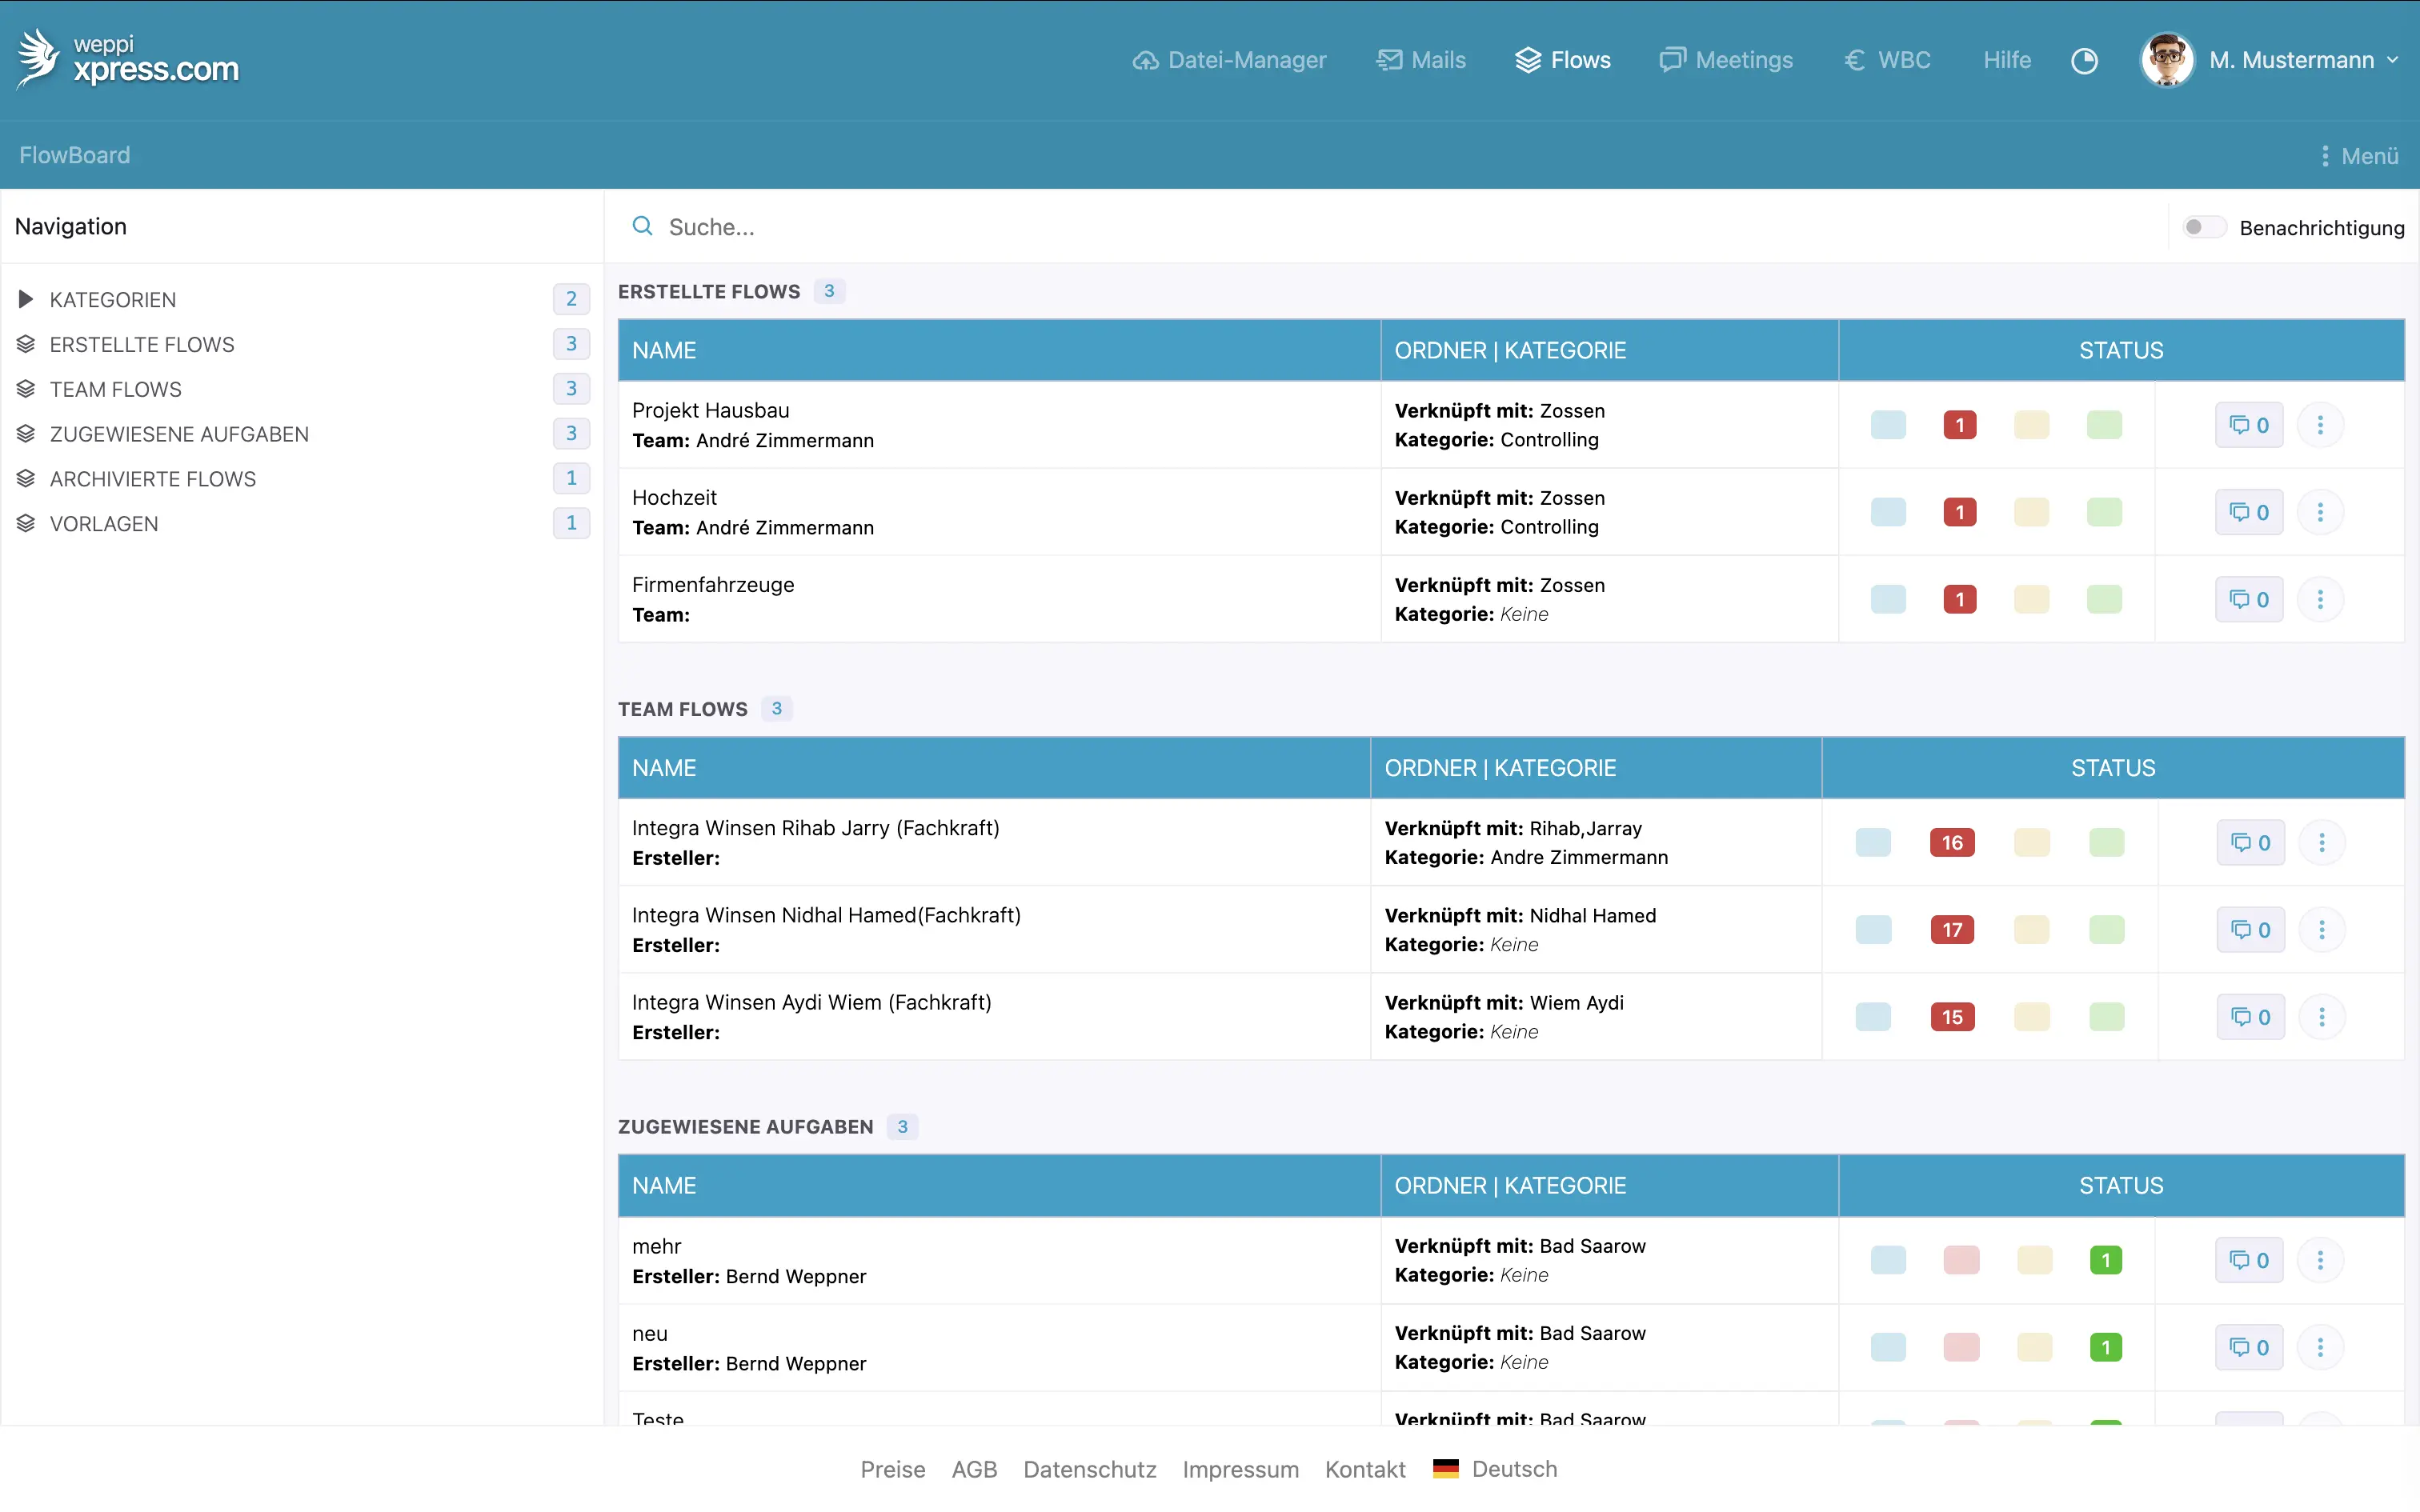 weppi
xpress.com
Datei-Manager
Mails
Flows
Meetings
€ WBC
Hilfe
M. Mustermann
FlowBoard
Menü
Navigation
Suche...
Benachrichtigung
KATEGORIEN 2
ERSTELLTE FLOWS 3
TEAM FLOWS 3
ZUGEWIESENE AUFGABEN 3
ARCHIVIERTE FLOWS 1
VORLAGEN 1
ERSTELLTE FLOWS 3
NAME ORDNER | KATEGORIE STATUS
Projekt Hausbau
Team: André Zimmermann
Verknüpft mit: Zossen
Kategorie: Controlling
1 0
Hochzeit
Team: André Zimmermann
Verknüpft mit: Zossen
Kategorie: Controlling
1 0
Firmenfahrzeuge
Team:
Verknüpft mit: Zossen
Kategorie: Keine
1 0
TEAM FLOWS 3
NAME ORDNER | KATEGORIE STATUS
Integra Winsen Rihab Jarry (Fachkraft)
Ersteller:
Verknüpft mit: Rihab,Jarray
Kategorie: Andre Zimmermann
16 0
Integra Winsen Nidhal Hamed(Fachkraft)
Ersteller:
Verknüpft mit: Nidhal Hamed
Kategorie: Keine
17 0
Integra Winsen Aydi Wiem (Fachkraft)
Ersteller:
Verknüpft mit: Wiem Aydi
Kategorie: Keine
15 0
ZUGEWIESENE AUFGABEN 3
NAME ORDNER | KATEGORIE STATUS
mehr
Ersteller: Bernd Weppner
Verknüpft mit: Bad Saarow
Kategorie: Keine
1 0
neu
Ersteller: Bernd Weppner
Verknüpft mit: Bad Saarow
Kategorie: Keine
1 0
Teste
Verknüpft mit: Bad Saarow
Preise AGB Datenschutz Impressum Kontakt Deutsch